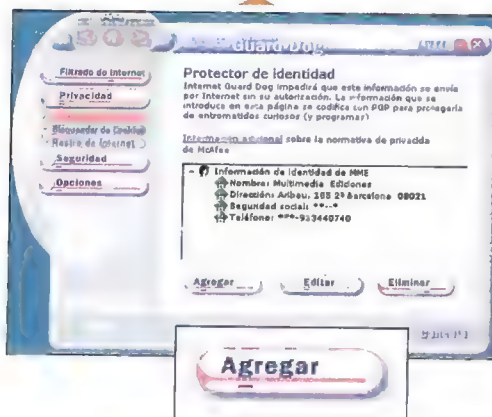 Guard Dog
Filtrado de Internet
Privacidad
Bloqueador de Cookies
Rastro de Internet
Seguridad
Opciones
Protector de identidad
Internet Guard Dog impedirá que esta información se envía
por Internet sin su autorización. La información que se
introduce en esta página se codifica con PGP para protegerla
de entrometidos curiosos (y programas)
Información adicional sobre la normativa de privacida
de McAfee
Información de identidad de MME
Nombre: Multimedia Ediciones
Dirección: Aribau, 185 2º Barcelona 08021
Seguridad social: **-*
Teléfono: ***-933440740
Agregar
Editar
Eliminar
Agregar